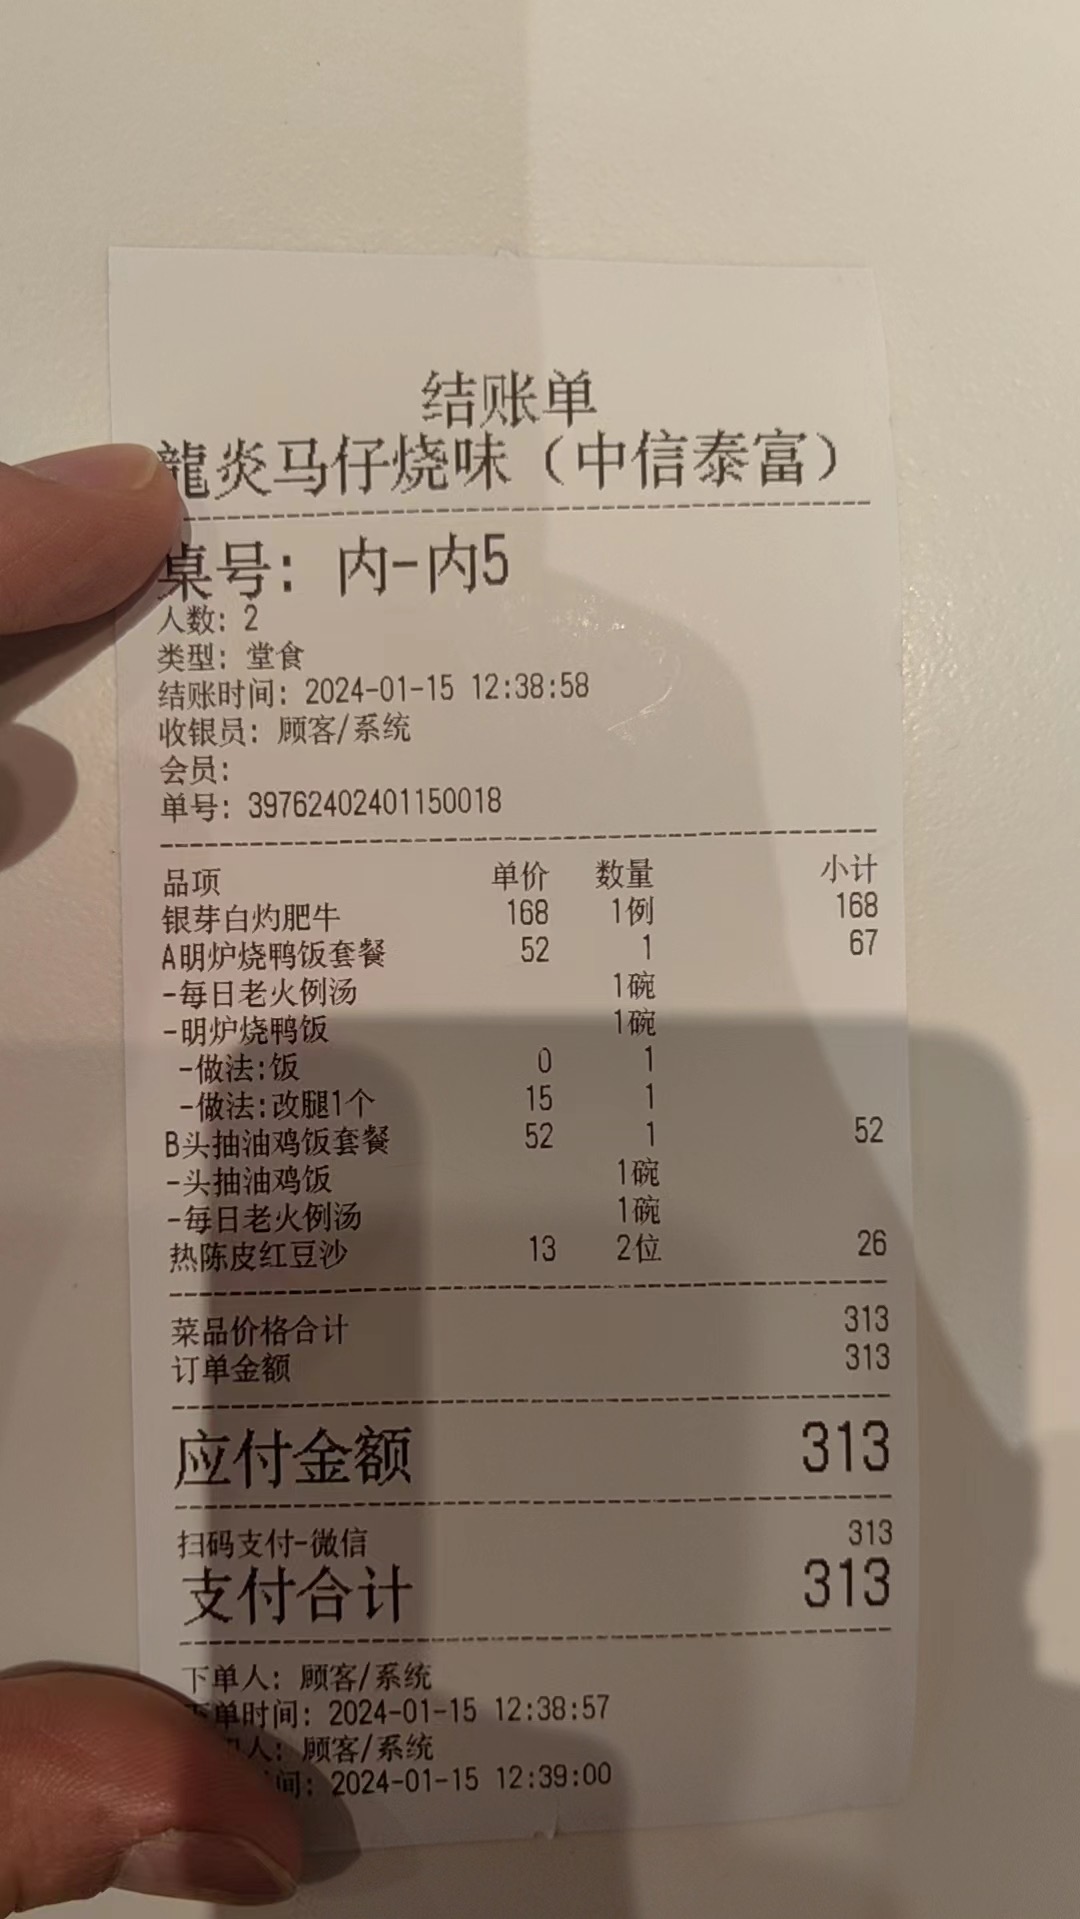 结账单
龍炎马仔烧味（中信泰富）
桌号: 内-内5
人数: 2
类型: 堂食
结账时间: 2024-01-15 12:38:58
收银员: 顾客/系统
会员:
单号: 39762402401150018
品项 单价 数量 小计
银芽白灼肥牛 168 1例 168
A明炉烧鸭饭套餐 52 1 67
-每日老火例汤 1碗
-明炉烧鸭饭 1碗
-做法:饭 0 1
-做法:改腿1个 15 1
B头抽油鸡饭套餐 52 1 52
-头抽油鸡饭 1碗
-每日老火例汤 1碗
热陈皮红豆沙 13 2位 26
菜品价格合计 313
订单金额 313
应付金额 313
扫码支付-微信 313
支付合计 313
下单人: 顾客/系统
下单时间: 2024-01-15 12:38:57
人: 顾客/系统
间: 2024-01-15 12:39:00